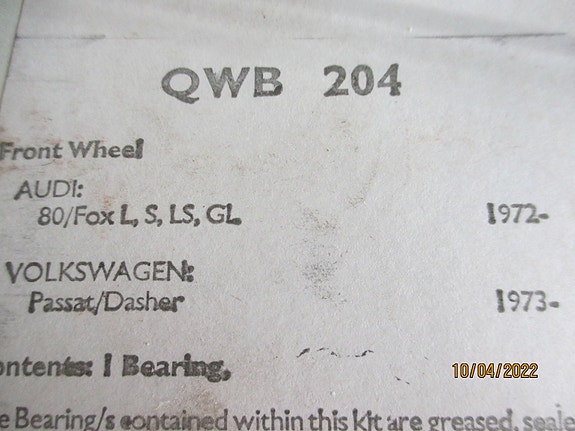 QWB 204
Front Wheel
AUDI:
80/Fox L, S, LS, GL 1972-
VOLKSWAGEN:
Passat/Dasher 1973-
ontents: 1 Bearing,
10/04/2022
e Bearing/s contained within this kit are greased, seale